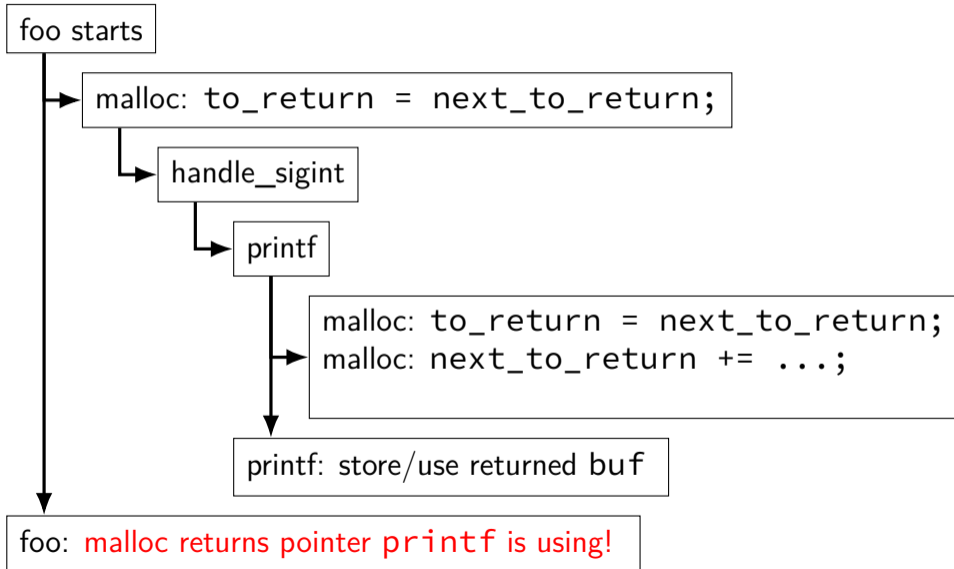 foo starts
malloc: to_return = next_to_return;
handle_sigint
printf
malloc: to_return = next_to_return;
malloc: next_to_return += ...;
printf: store/use returned buf
foo: malloc returns pointer printf is using!